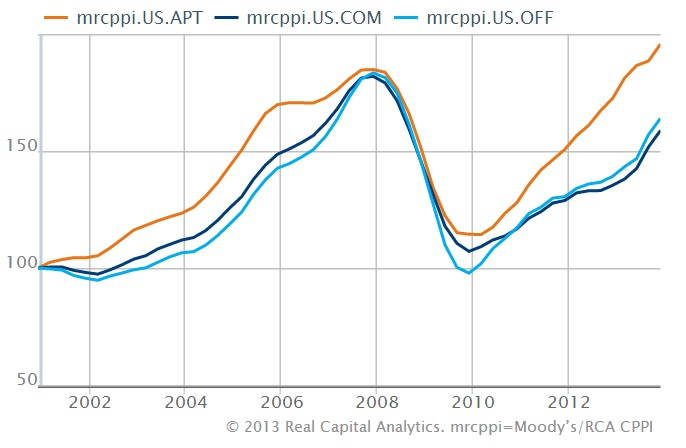 mrcppi.US.APT mrcppi.US.COM mrcppi.US.OFF
150
100
50
2002 2004 2006 2008 2010 2012
© 2013 Real Capital Analytics. mrcppi=Moody's/RCA CPPI